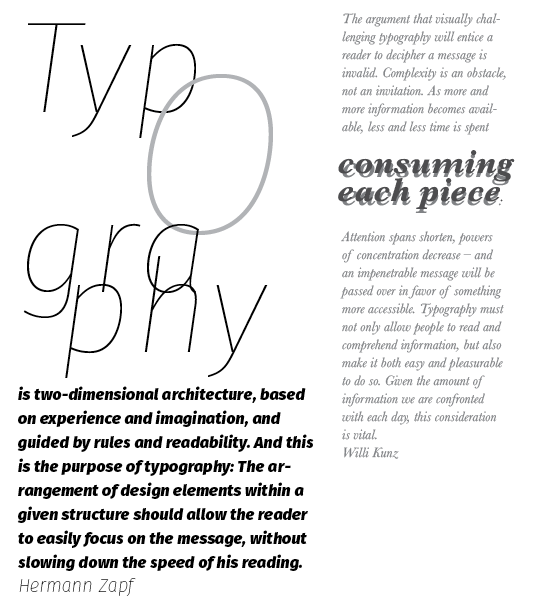 Typ
O
gra
phy
is two-dimensional architecture, based
on experience and imagination, and
guided by rules and readability. And this
is the purpose of typography: The ar-
rangement of design elements within a
given structure should allow the reader
to easily focus on the message, without
slowing down the speed of his reading.
Hermann Zapf
The argument that visually chal-
lenging typography will entice a
reader to decipher a message is
invalid. Complexity is an obstacle,
not an invitation. As more and
more information becomes avail-
able, less and less time is spent
consuming
each piece.
Attention spans shorten, powers
of concentration decrease – and
an impenetrable message will be
passed over in favor of something
more accessible. Typography must
not only allow people to read and
comprehend information, but also
make it both easy and pleasurable
to do so. Given the amount of
information we are confronted
with each day, this consideration
is vital.
Willi Kunz